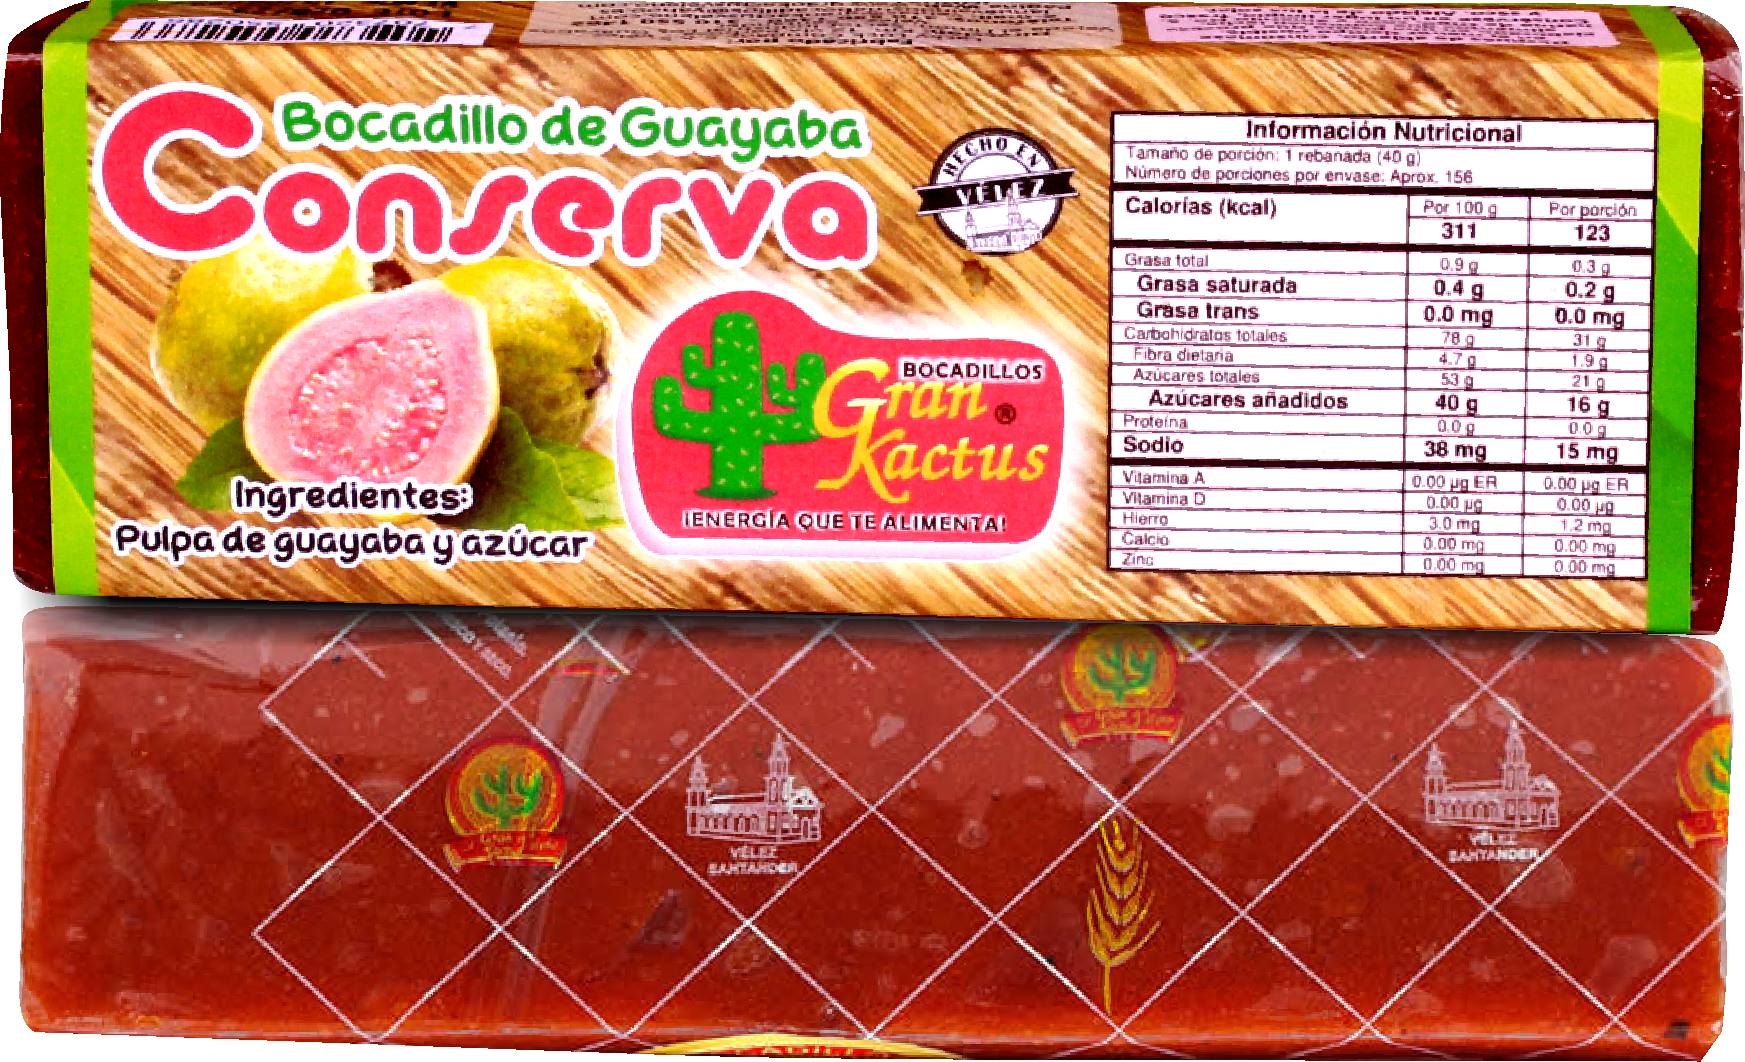 Bocadillo de Guayaba
Conserva
HECHO EN
VÉLEZ
BOCADILLOS
Gran
Kactus ®
¡ENERGÍA QUE TE ALIMENTA!
Ingredientes:
Pulpa de guayaba y azúcar
Información Nutricional
Tamaño de porción: 1 rebanada (40 g)
Número de porciones por envase: Aprox. 156
Calorías (kcal) Por 100 g Por porción
311 123
Grasa total 0.9 g 0.3 g
Grasa saturada 0.4 g 0.2 g
Grasa trans 0.0 mg 0.0 mg
Carbohidratos totales 78 g 31 g
Fibra dietaria 4.7 g 1.9 g
Azúcares totales 53 g 21 g
Azúcares añadidos 40 g 16 g
Proteína 0.0 g 0.0 g
Sodio 38 mg 15 mg
Vitamina A 0.00 µg ER 0.00 µg ER
Vitamina D 0.00 µg 0.00 µg
Hierro 3.0 mg 1.2 mg
Calcio 0.00 mg 0.00 mg
Zinc 0.00 mg 0.00 mg
VÉLEZ
SANTANDER
VÉLEZ
SANTANDER